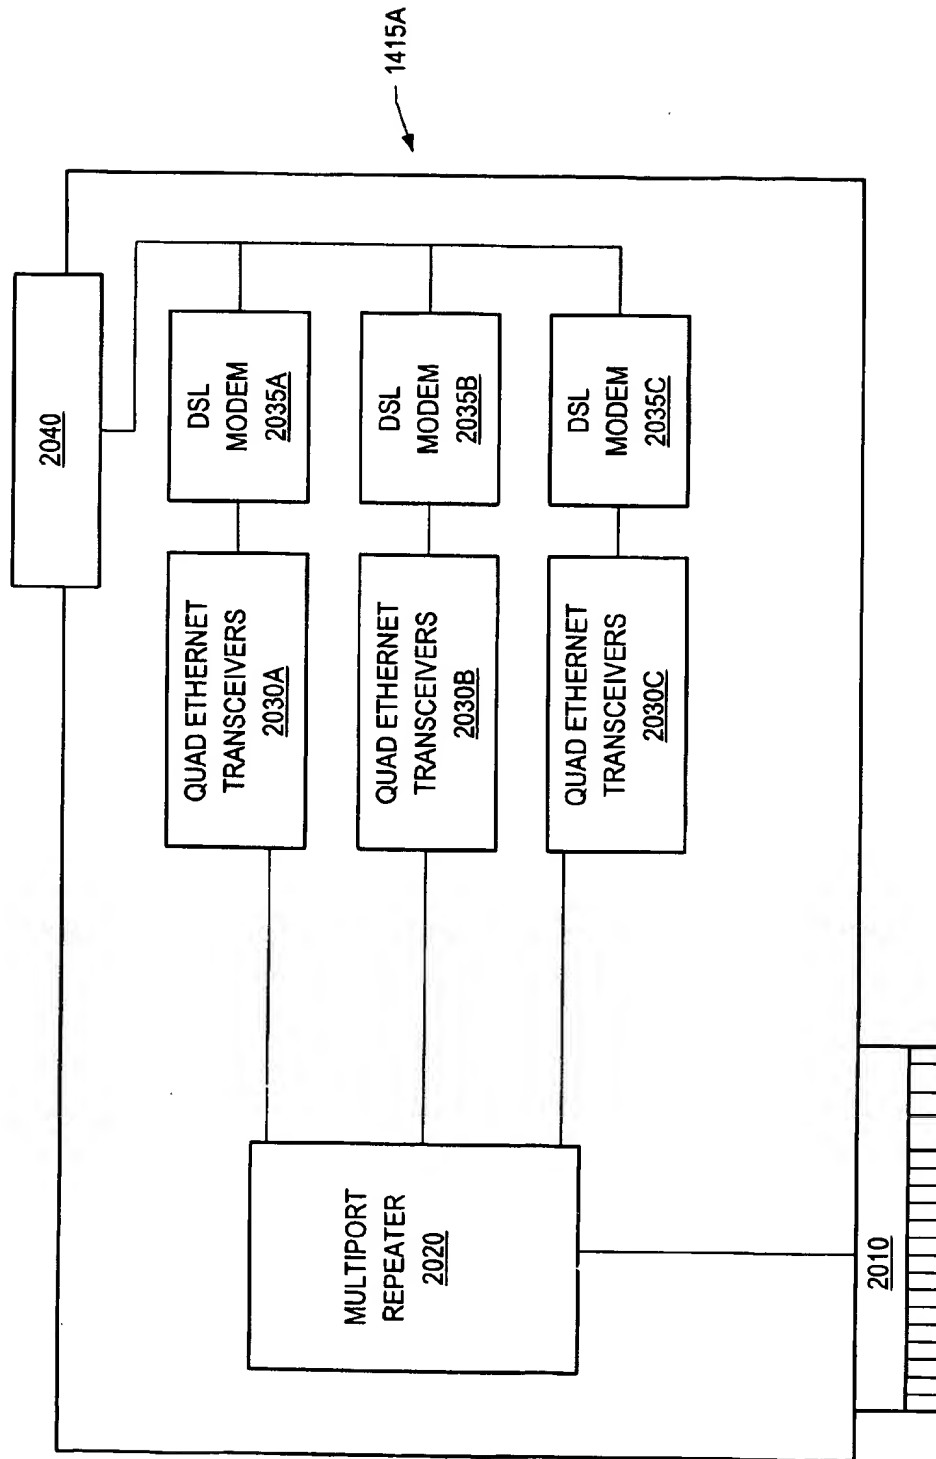 1415A
2040
DSL
MODEM
2035A
DSL
MODEM
2035B
DSL
MODEM
2035C
QUAD ETHERNET
TRANSCEIVERS
2030A
QUAD ETHERNET
TRANSCEIVERS
2030B
QUAD ETHERNET
TRANSCEIVERS
2030C
MULTIPORT
REPEATER
2020
2010